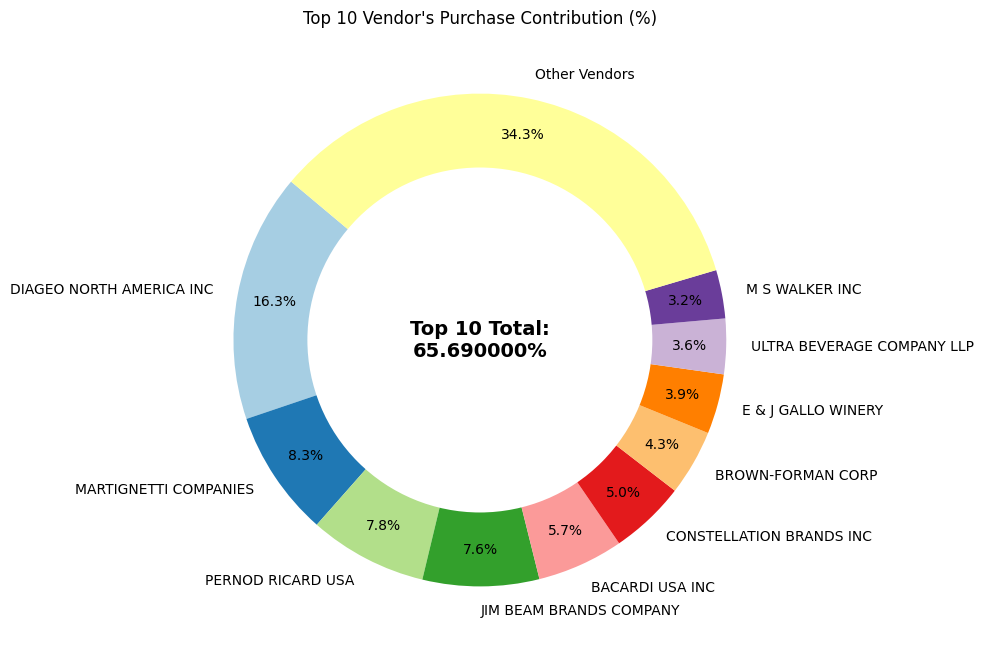 Top 10 Vendor's Purchase Contribution (%)
Other Vendors
34.3%
DIAGEO NORTH AMERICA INC
16.3%
M S WALKER INC
3.2%
ULTRA BEVERAGE COMPANY LLP
3.6%
Top 10 Total:
65.690000%
E & J GALLO WINERY
3.9%
BROWN-FORMAN CORP
4.3%
MARTIGNETTI COMPANIES
8.3%
CONSTELLATION BRANDS INC
5.0%
PERNOD RICARD USA
7.8%
JIM BEAM BRANDS COMPANY
7.6%
BACARDI USA INC
5.7%